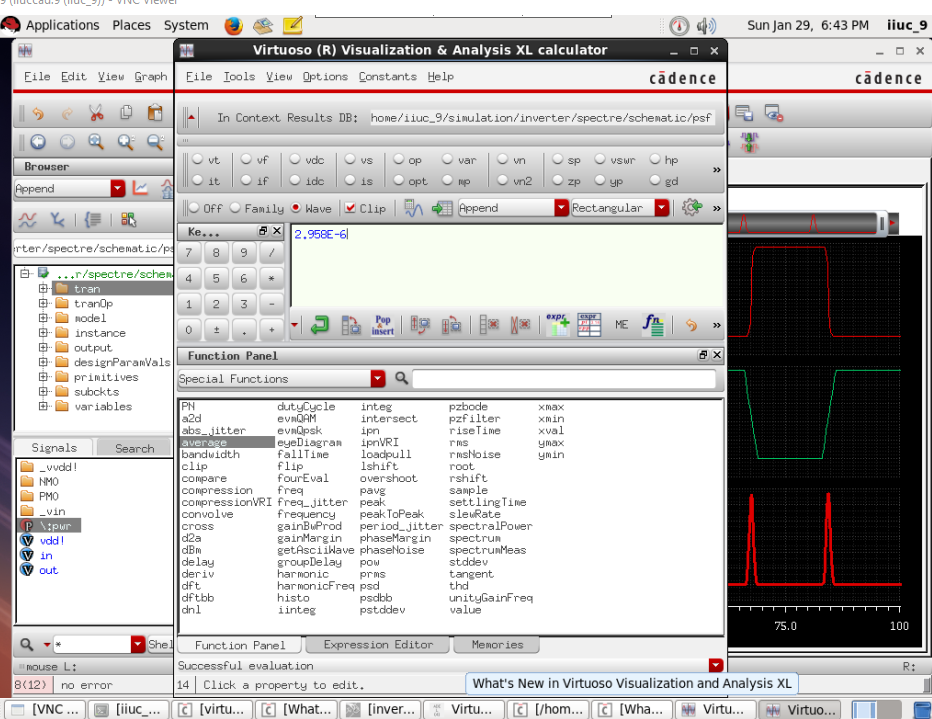 9 (iiuccad:9 (iiuc_9)) - VNC Viewer
Applications Places System
Sun Jan 29, 6:43 PM iiuc_9
Virtuoso (R) Visualization & Analysis XL calculator
File Edit View Graph
File Tools View Options Constants Help
cādence
cādence
In Context Results DB: home/iiuc_9/simulation/inverter/spectre/schematic/psf
Browser
vt vf vdc vs op var vn sp vswr hp
it if idc is opt mp vn2 zp yp gd
»
Append
Off Family Wave Clip Append Rectangular »
Ke...
2.958E-6
7 8 9 /
4 5 6 *
1 2 3 -
0 ± . +
rter/spectre/schematic/ps
...r/spectre/schem
tran
tranOp
model
instance
output
designParamVals
primitives
subckts
variables
Pop
insert
expr
expr
ME
fn
»
Function Panel
Special Functions
PN dutyCycle integ pzbode xmax
a2d evmQAM intersect pzfilter xmin
abs_jitter evmQpsk ipn riseTime xval
average eyeDiagram ipnVRI rms ymax
bandwidth fallTime loadpull rmsNoise ymin
clip flip lshift root
compare fourEval overshoot rshift
compression freq pavg sample
compressionVRI freq_jitter peak settlingTime
convolve frequency peakToPeak slewRate
cross gainBwProd period_jitter spectralPower
d2a gainMargin phaseMargin spectrum
dBm getAsciiWave phaseNoise spectrumMeas
delay groupDelay pow stddev
deriv harmonic prms tangent
dft harmonicFreq psd thd
dftbb histo psdbb unityGainFreq
dnl iinteg pstddev value
Signals Search
_vvdd!
NM0
PM0
_vin
\:pwr
vdd!
in
out
75.0 100
* Shel
Function Panel Expression Editor Memories
mouse L:
Successful evaluation
R:
8(12) no error
14 Click a property to edit.
What's New in Virtuoso Visualization and Analysis XL
[VNC ... [iiuc_... [virtu... [What... [inver... Virtu... [/hom... [Wha... Virtu... Virtuo...